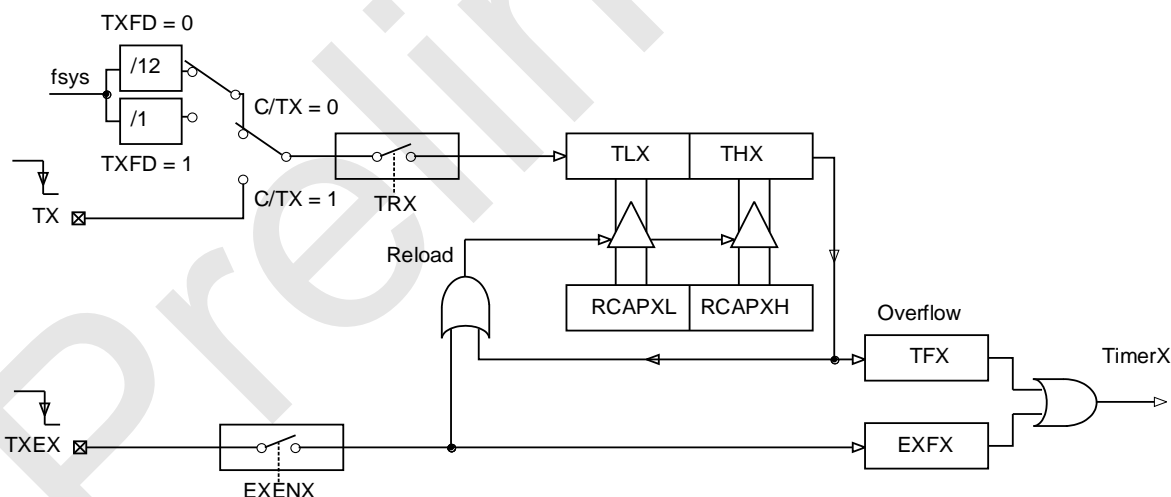 TXFD = 0
/12
fsys
C/TX = 0
/1
TXFD = 1
TLX
THX
TX
C/TX = 1
TRX
Reload
RCAPXL
RCAPXH
Overflow
TFX
TimerX
TXEX
EXFX
EXENX
Prelim